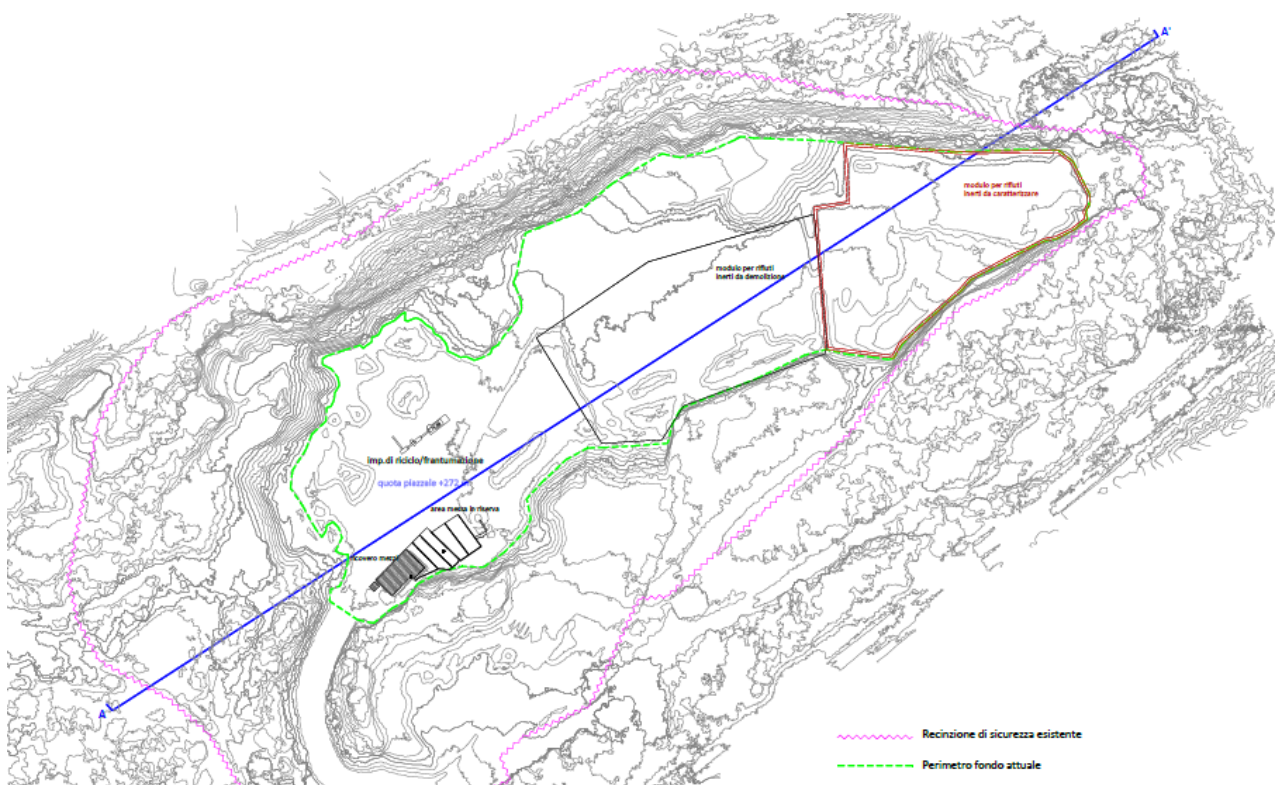 A'
modulo per rifiuti
inerti da caratterizzare
modulo per rifiuti
inerti da demolizione
imp.di riciclo/frantumazione
quota piazzale +272
area messa in riserva
ricovero mezzi
A
Recinzione di sicurezza esistente
Perimetro fondo attuale